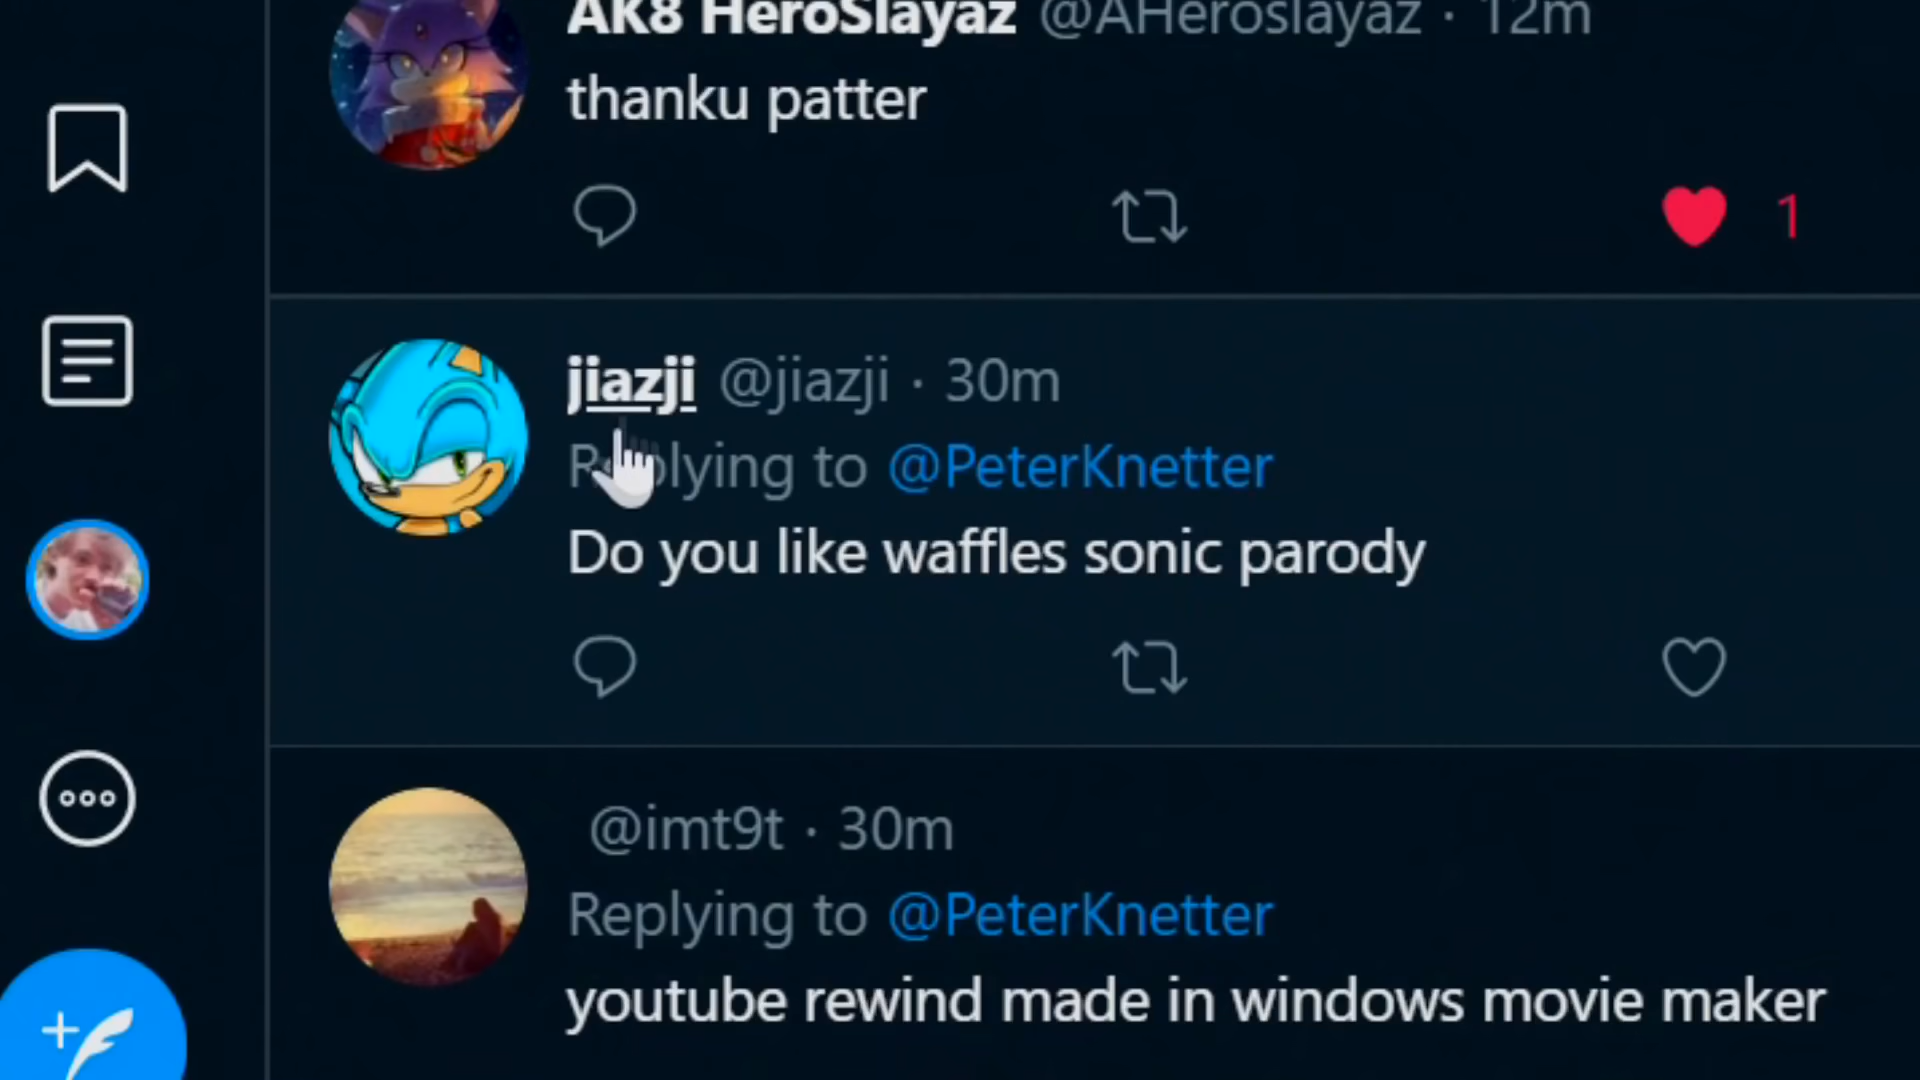 AK8 HeroSlayaz @AHeroslayaz · 12m
thanku patter
1
jiazji @jiazji · 30m
Replying to @PeterKnetter
Do you like waffles sonic parody
@imt9t · 30m
Replying to @PeterKnetter
youtube rewind made in windows movie maker